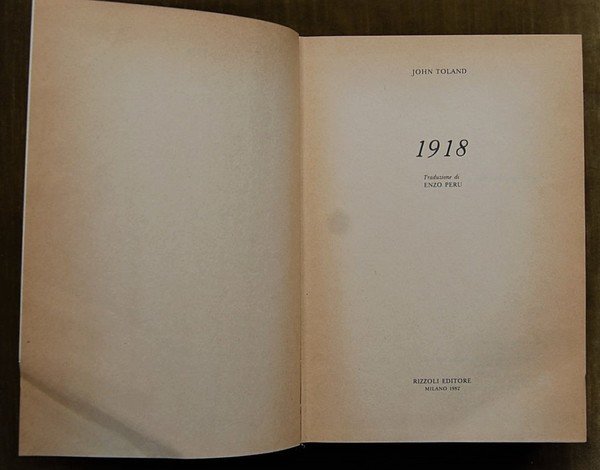 JOHN TOLAND
1918
Traduzione di
ENZO PERU
RIZZOLI EDITORE
MILANO 1982